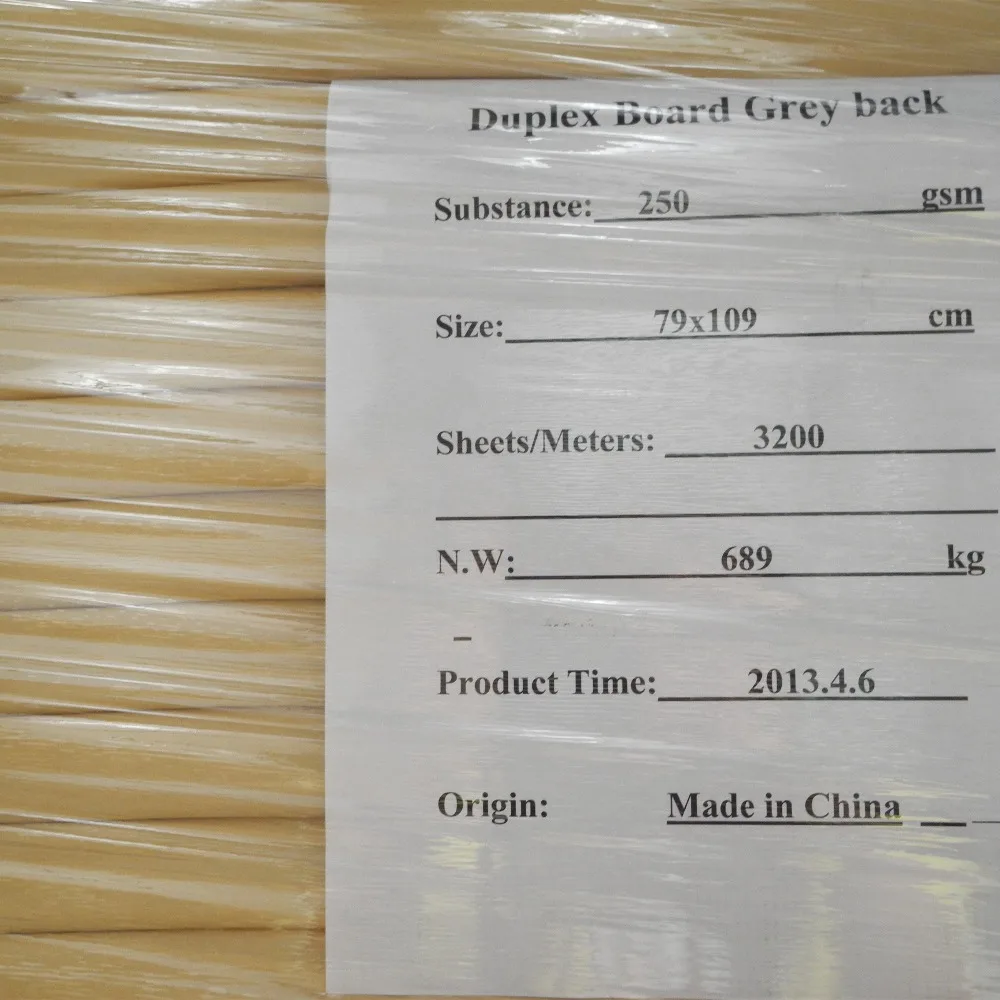 Duplex Board Grey back
Substance: 250 gsm
Size: 79x109 cm
Sheets/Meters: 3200
N.W: 689 kg
Product Time: 2013.4.6
Origin: Made in China